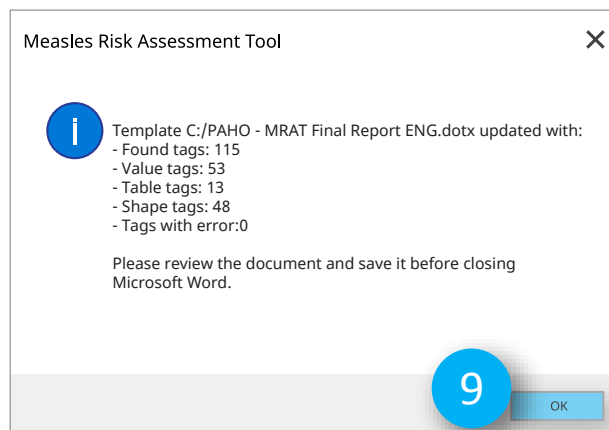 Measles Risk Assessment Tool
i
Template C:/PAHO - MRAT Final Report ENG.dotx updated with:
- Found tags: 115
- Value tags: 53
- Table tags: 13
- Shape tags: 48
- Tags with error:0
Please review the document and save it before closing
Microsoft Word.
9
OK